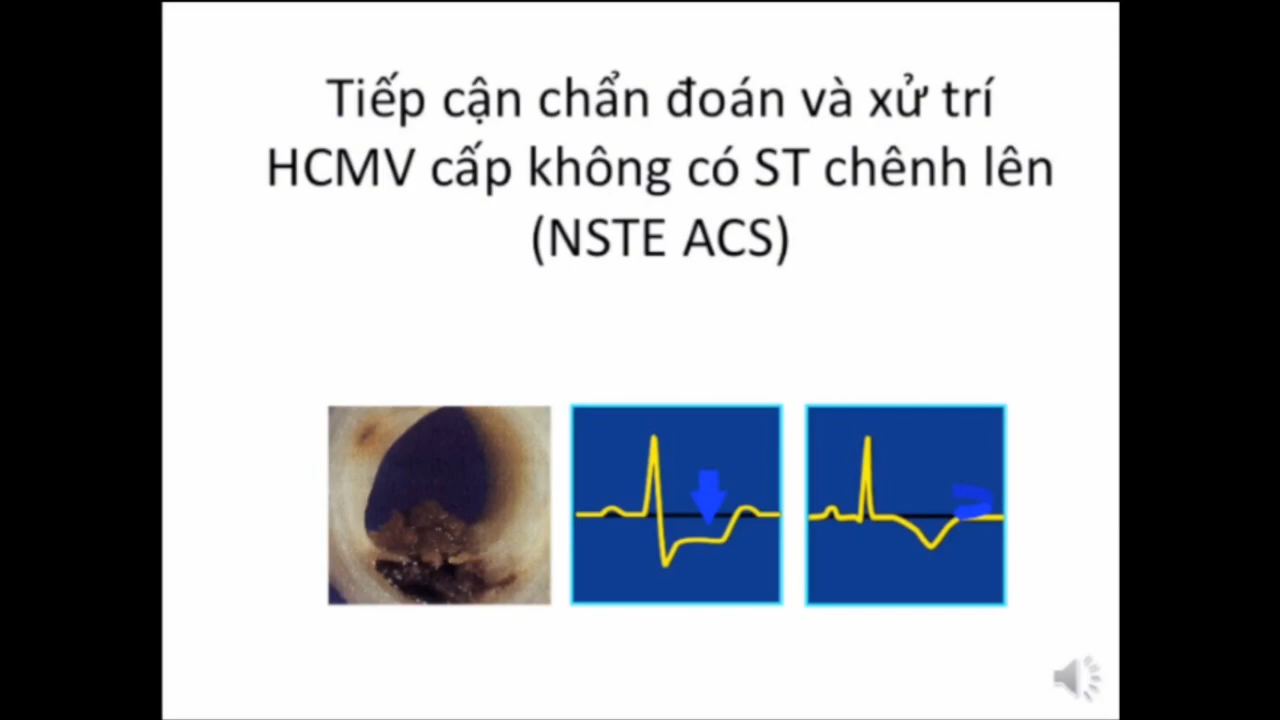 Tiếp cận chẩn đoán và xử trí
HCMV cấp không có ST chênh lên
(NSTE ACS)